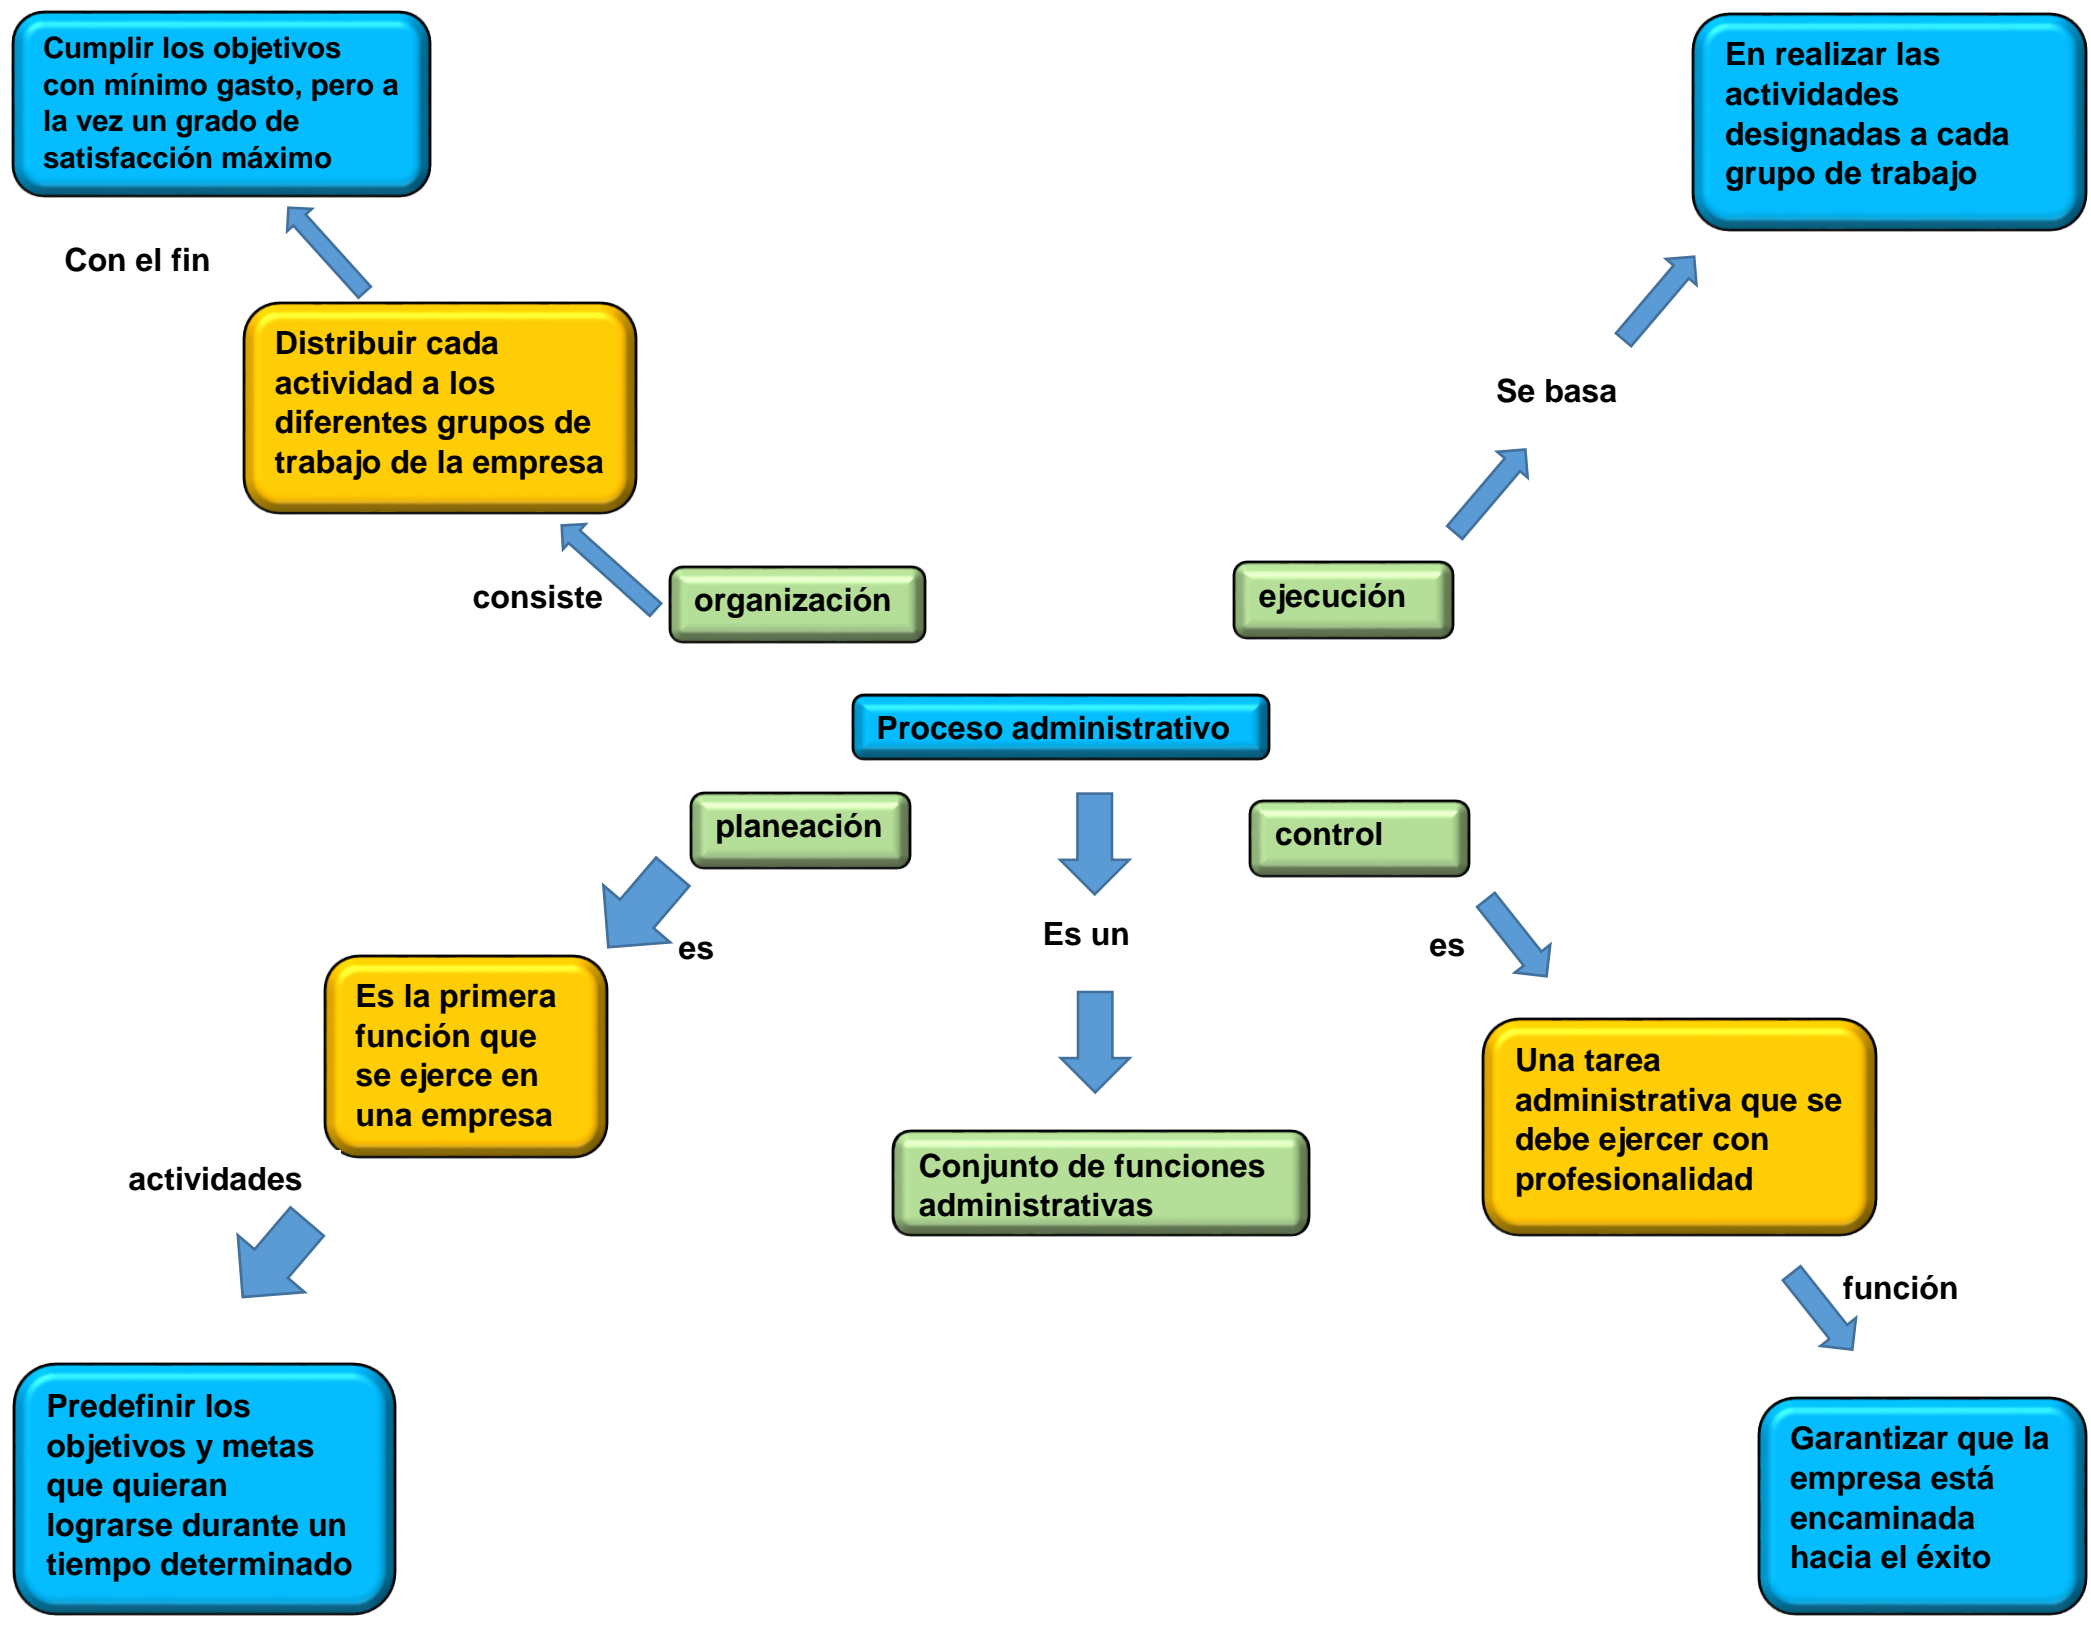 Cumplir los objetivos
con mínimo gasto, pero a
la vez un grado de
satisfacción máximo
En realizar las
actividades
designadas a cada
grupo de trabajo
Con el fin
Distribuir cada
actividad a los
diferentes grupos de
trabajo de la empresa
Se basa
consiste
organización
ejecución
Proceso administrativo
planeación
control
es
Es un
es
Es la primera
función que
se ejerce en
una empresa
Una tarea
administrativa que se
debe ejercer con
profesionalidad
actividades
Conjunto de funciones
administrativas
función
Predefinir los
objetivos y metas
que quieran
lograrse durante un
tiempo determinado
Garantizar que la
empresa está
encaminada
hacia el éxito